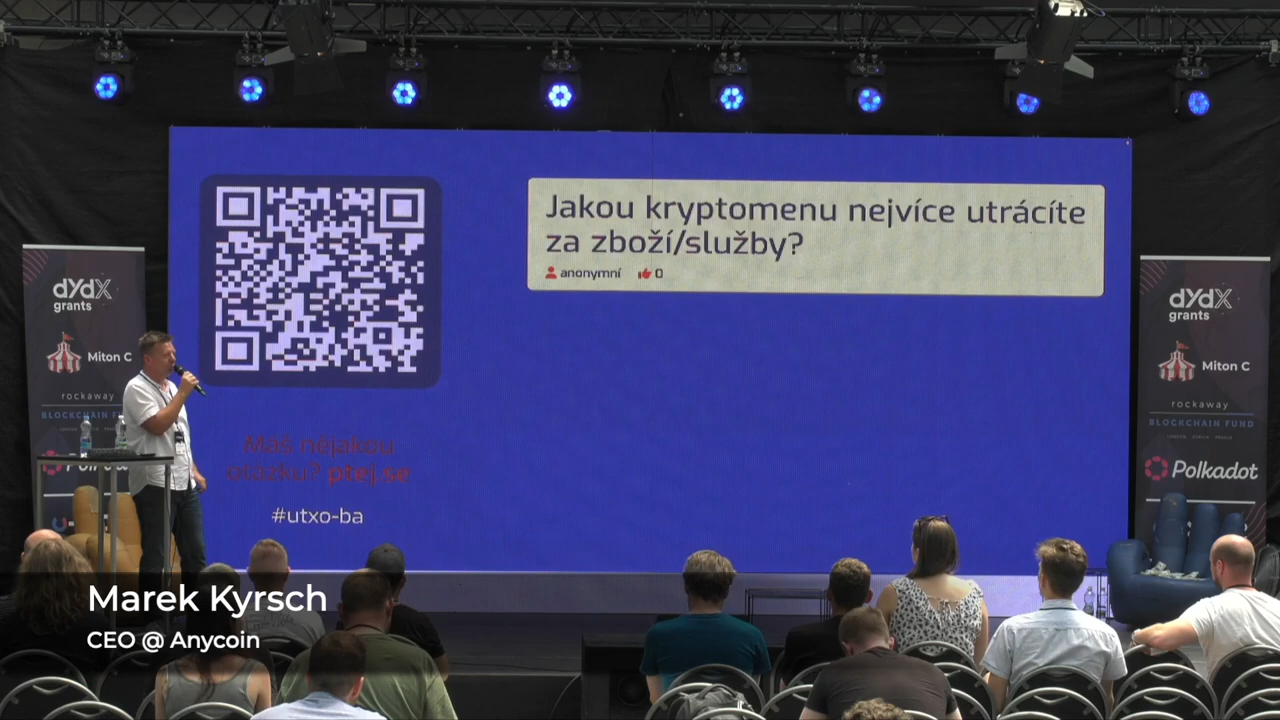 Jakou kryptomenu nejvíce utrácíte
za zboží/služby?
anonymní 0
Máš nějakou
otázku? ptej se
#utxo-ba
dYdX
grants
Miton C
rockaway
BLOCKCHAIN
dYdX
grants
Miton C
rockaway
BLOCKCHAIN FUND
Polkadot
Marek Kyrsch
CEO @ Anycoin